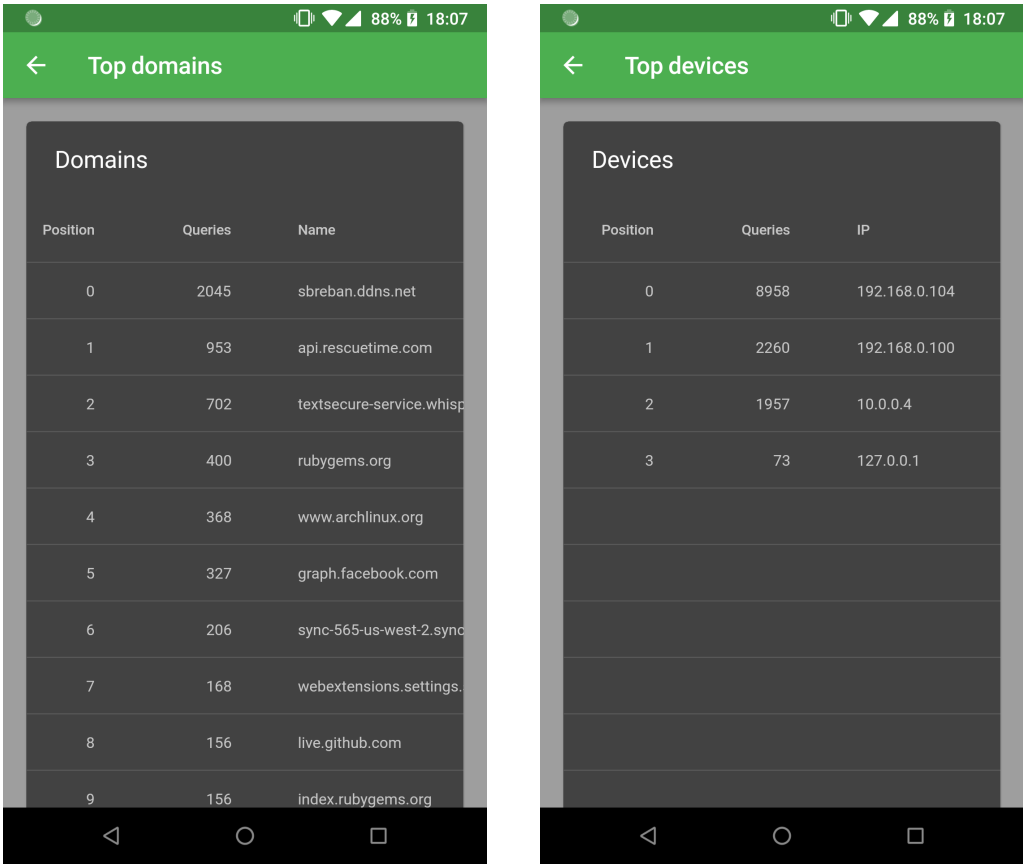 88% 18:07
Top domains
Domains
Position Queries Name
0 2045 sbreban.ddns.net
1 953 api.rescuetime.com
2 702 textsecure-service.whisp
3 400 rubygems.org
4 368 www.archlinux.org
5 327 graph.facebook.com
6 206 sync-565-us-west-2.sync
7 168 webextensions.settings.
8 156 live.github.com
9 156 index.rubygems.org
88% 18:07
Top devices
Devices
Position Queries IP
0 8958 192.168.0.104
1 2260 192.168.0.100
2 1957 10.0.0.4
3 73 127.0.0.1